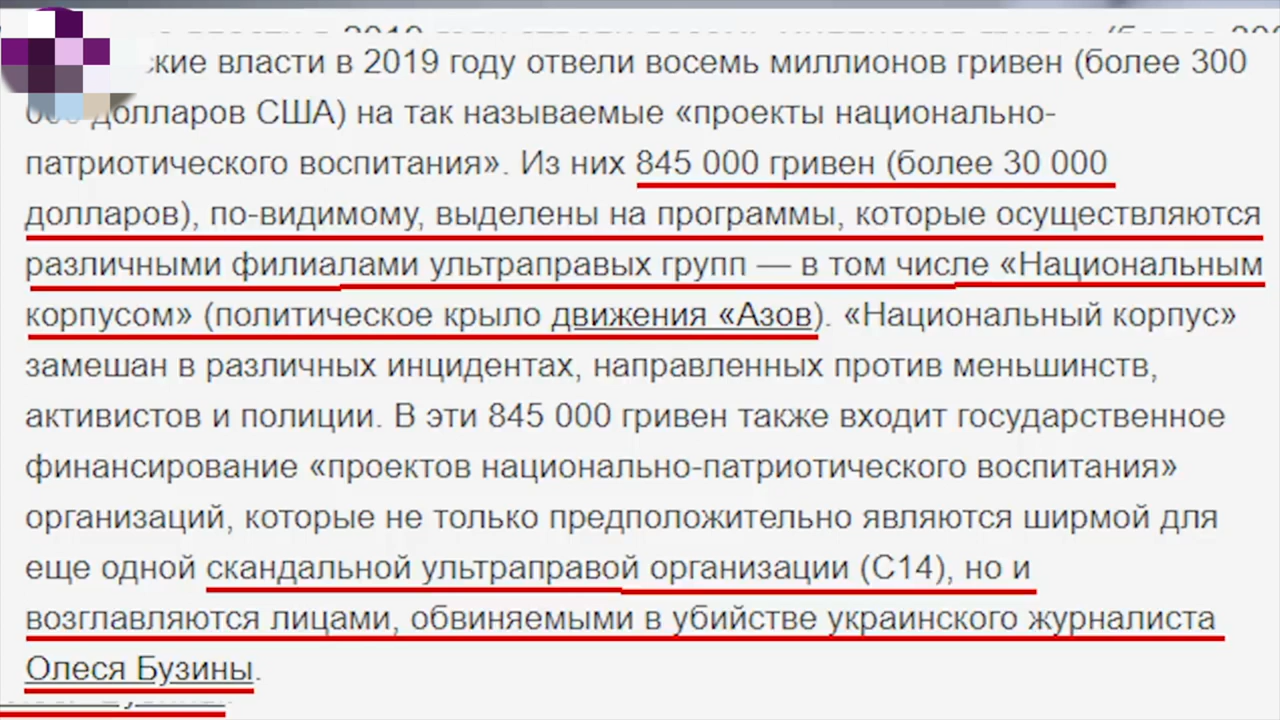 власти в 2019 году отвели восемь миллионов гривен (более 300
долларов США) на так называемые «проекты национально-
патриотического воспитания». Из них 845 000 гривен (более 30 000
долларов), по-видимому, выделены на программы, которые осуществляются
различными филиалами ультраправых групп — в том числе «Национальным
корпусом» (политическое крыло движения «Азов). «Национальный корпус»
замешан в различных инцидентах, направленных против меньшинств,
активистов и полиции. В эти 845 000 гривен также входит государственное
финансирование «проектов национально-патриотического воспитания»
организаций, которые не только предположительно являются ширмой для
еще одной скандальной ультраправой организации (С14), но и
возглавляются лицами, обвиняемыми в убийстве украинского журналиста
Олеся Бузины.